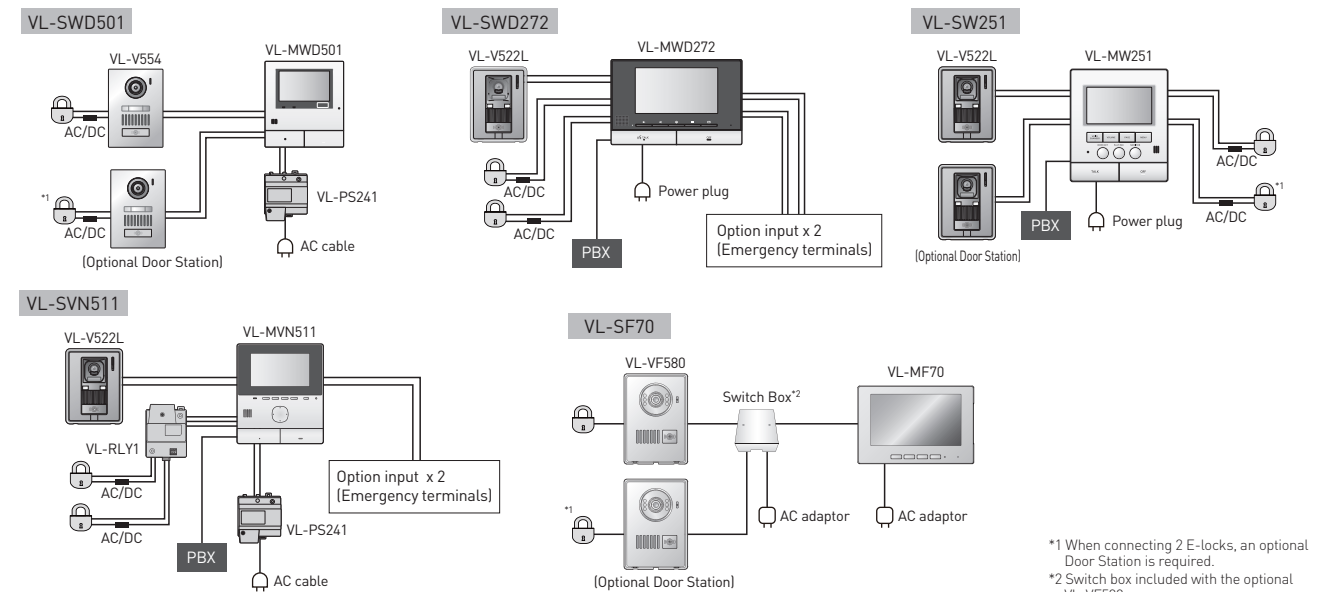 VL-SWD501
VL-V554
VL-MWD501
AC/DC
VL-PS241
*1
AC/DC
AC cable
(Optional Door Station)
VL-SWD272
VL-V522L
VL-MWD272
AC/DC
Power plug
AC/DC
PBX
Option input x 2
(Emergency terminals)
VL-SW251
VL-V522L
VL-MW251
AC/DC
*1
AC/DC
PBX
Power plug
(Optional Door Station)
TALK
OFF
VL-SVN511
VL-V522L
VL-MVN511
VL-RLY1
AC/DC
AC/DC
PBX
VL-PS241
AC cable
Option input x 2
(Emergency terminals)
VL-SF70
VL-VF580
Switch Box*2
VL-MF70
*1
AC adaptor
AC adaptor
(Optional Door Station)
*1 When connecting 2 E-locks, an optional
Door Station is required.
*2 Switch box included with the optional